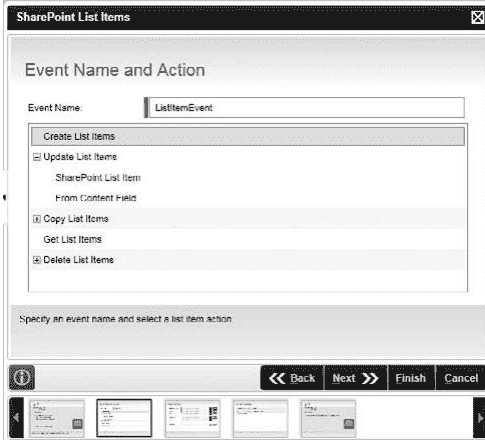 SharePoint List Items
Event Name and Action
Event Name: ListItemEvent
Create List Items
Update List Items
SharePoint List Item
From Content Field
Copy List Items
Get List Items
Delete List Items
Specify an event name and select a list item action.
Back Next Finish Cancel